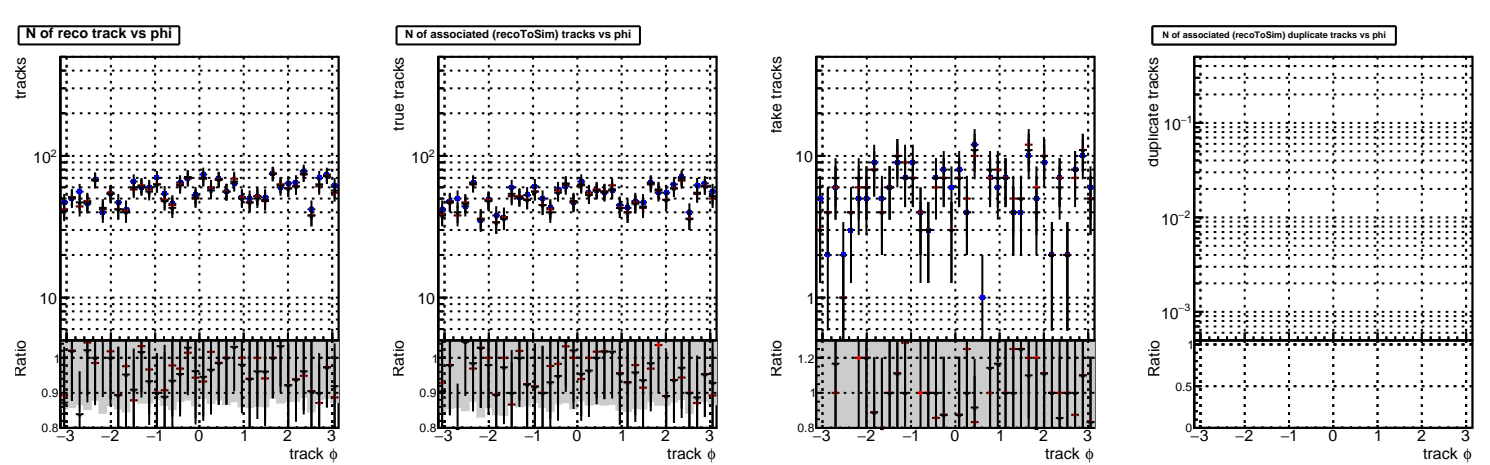 N of reco track vs phi
tracks
10²
10
Ratio
1
0.9
0.8
−3 −2 −1 0 1 2 3
track ϕ
N of associated (recoToSim) tracks vs phi
true tracks
10²
10
Ratio
1
0.9
0.8
−3 −2 −1 0 1 2 3
track ϕ
fake tracks
10
1
Ratio
1.2
1
0.8
−3 −2 −1 0 1 2 3
track ϕ
N of associated (recoToSim) duplicate tracks vs phi
duplicate tracks
10⁻¹
10⁻²
10⁻³
Ratio
1
0.5
0
−3 −2 −1 0 1 2 3
track ϕ